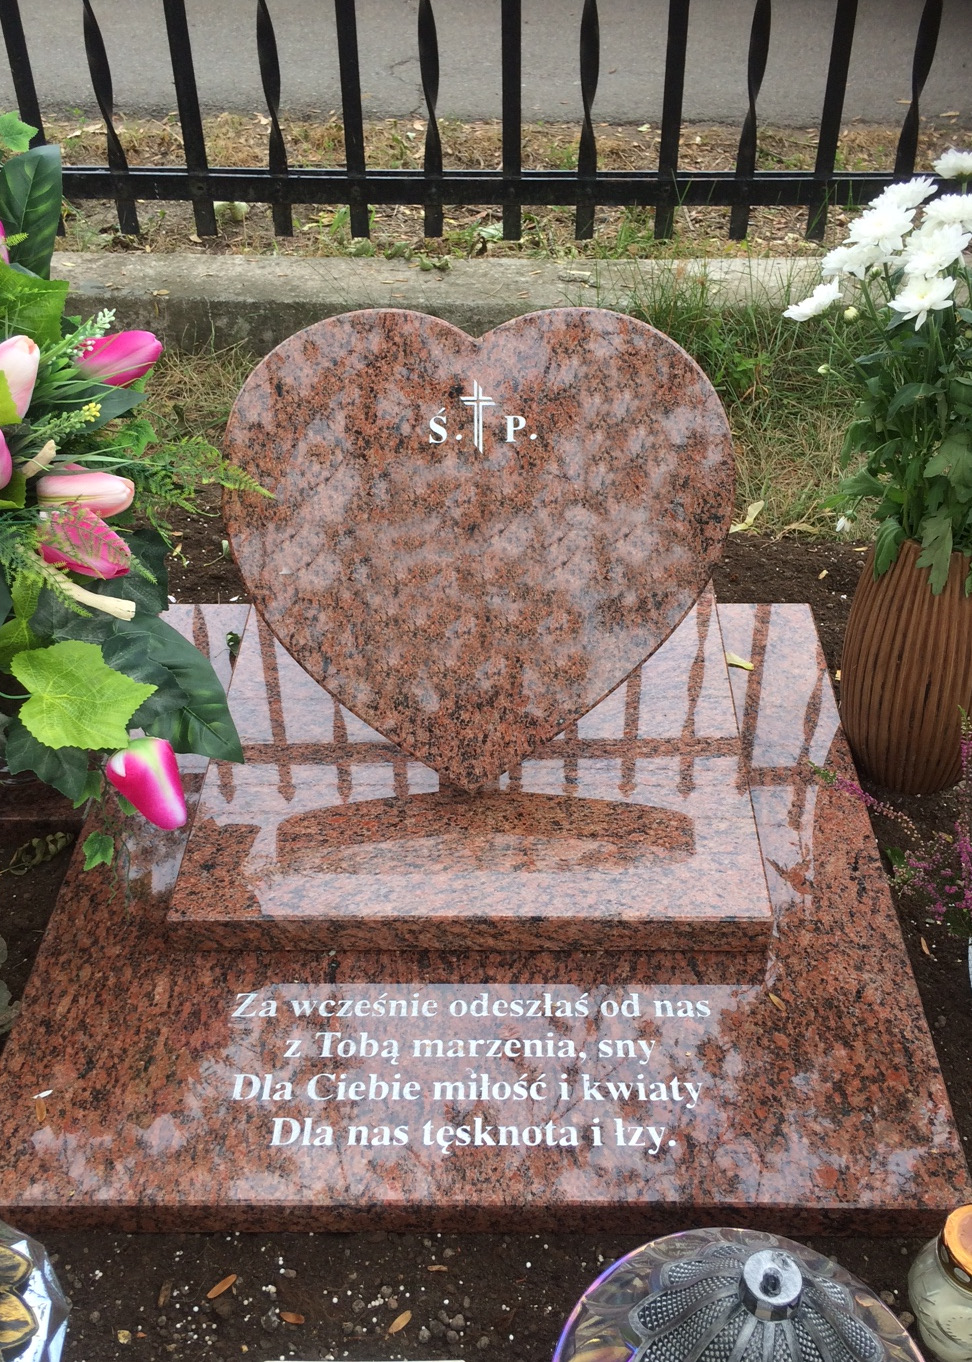 Ś. P.
Za wcześnie odeszłaś od nas
z Tobą marzenia, sny
Dla Ciebie miłość i kwiaty
Dla nas tęsknota i łzy.